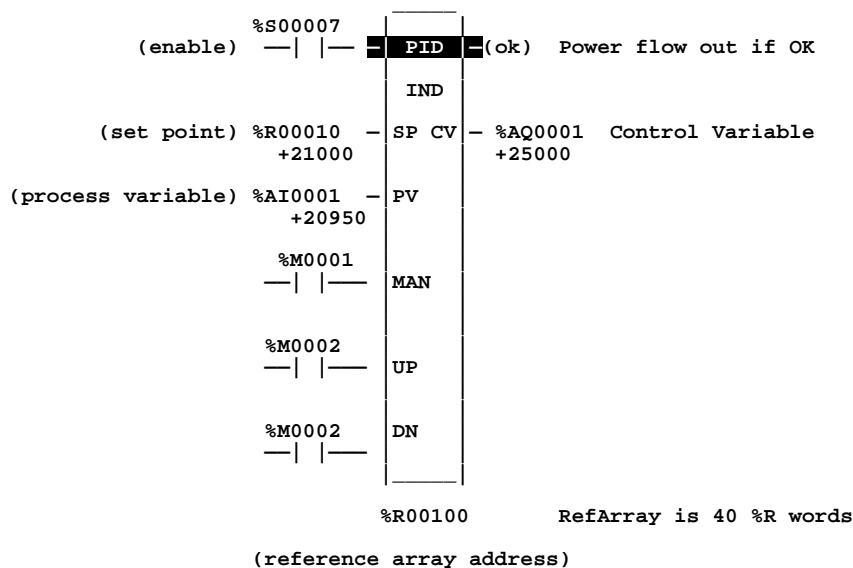 %S00007
(enable) PID (ok) Power flow out if OK
IND
(set point) %R00010 SP CV %AQ0001 Control Variable
+21000 +25000
(process variable) %AI0001 PV
+20950
%M0001
MAN
%M0002
UP
%M0002 DN
%R00100 RefArray is 40 %R words
(reference array address)